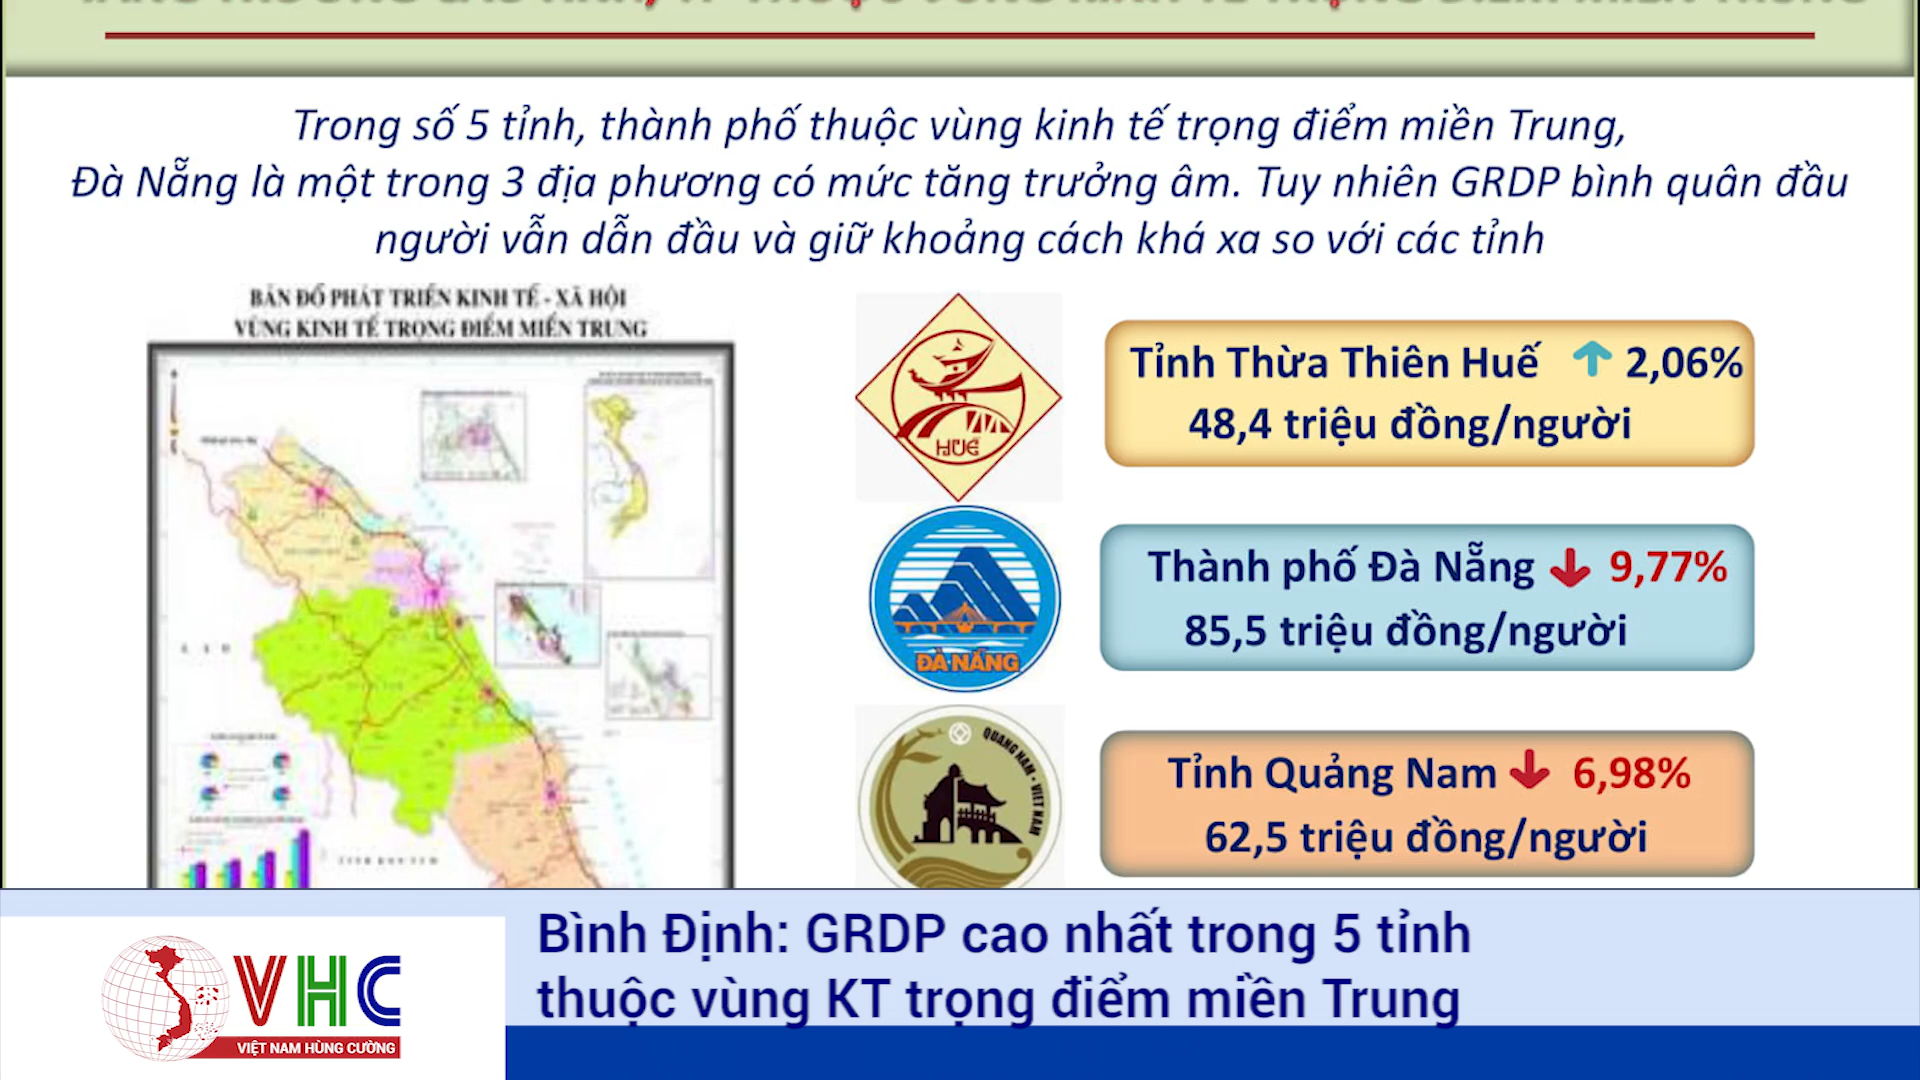 Trong số 5 tỉnh, thành phố thuộc vùng kinh tế trọng điểm miền Trung,
Đà Nẵng là một trong 3 địa phương có mức tăng trưởng âm. Tuy nhiên GRDP bình quân đầu
người vẫn dẫn đầu và giữ khoảng cách khá xa so với các tỉnh
BẢN ĐỒ PHÁT TRIỂN KINH TẾ - XÃ HỘI
VÙNG KINH TẾ TRỌNG ĐIỂM MIỀN TRUNG
HUẾ
Tỉnh Thừa Thiên Huế ↑ 2,06%
48,4 triệu đồng/người
ĐÀ NẴNG
Thành phố Đà Nẵng ↓ 9,77%
85,5 triệu đồng/người
QUANG NAM - VIET NAM
Tỉnh Quảng Nam ↓ 6,98%
62,5 triệu đồng/người
VHC
VIỆT NAM HÙNG CƯỜNG
Bình Định: GRDP cao nhất trong 5 tỉnh
thuộc vùng KT trọng điểm miền Trung